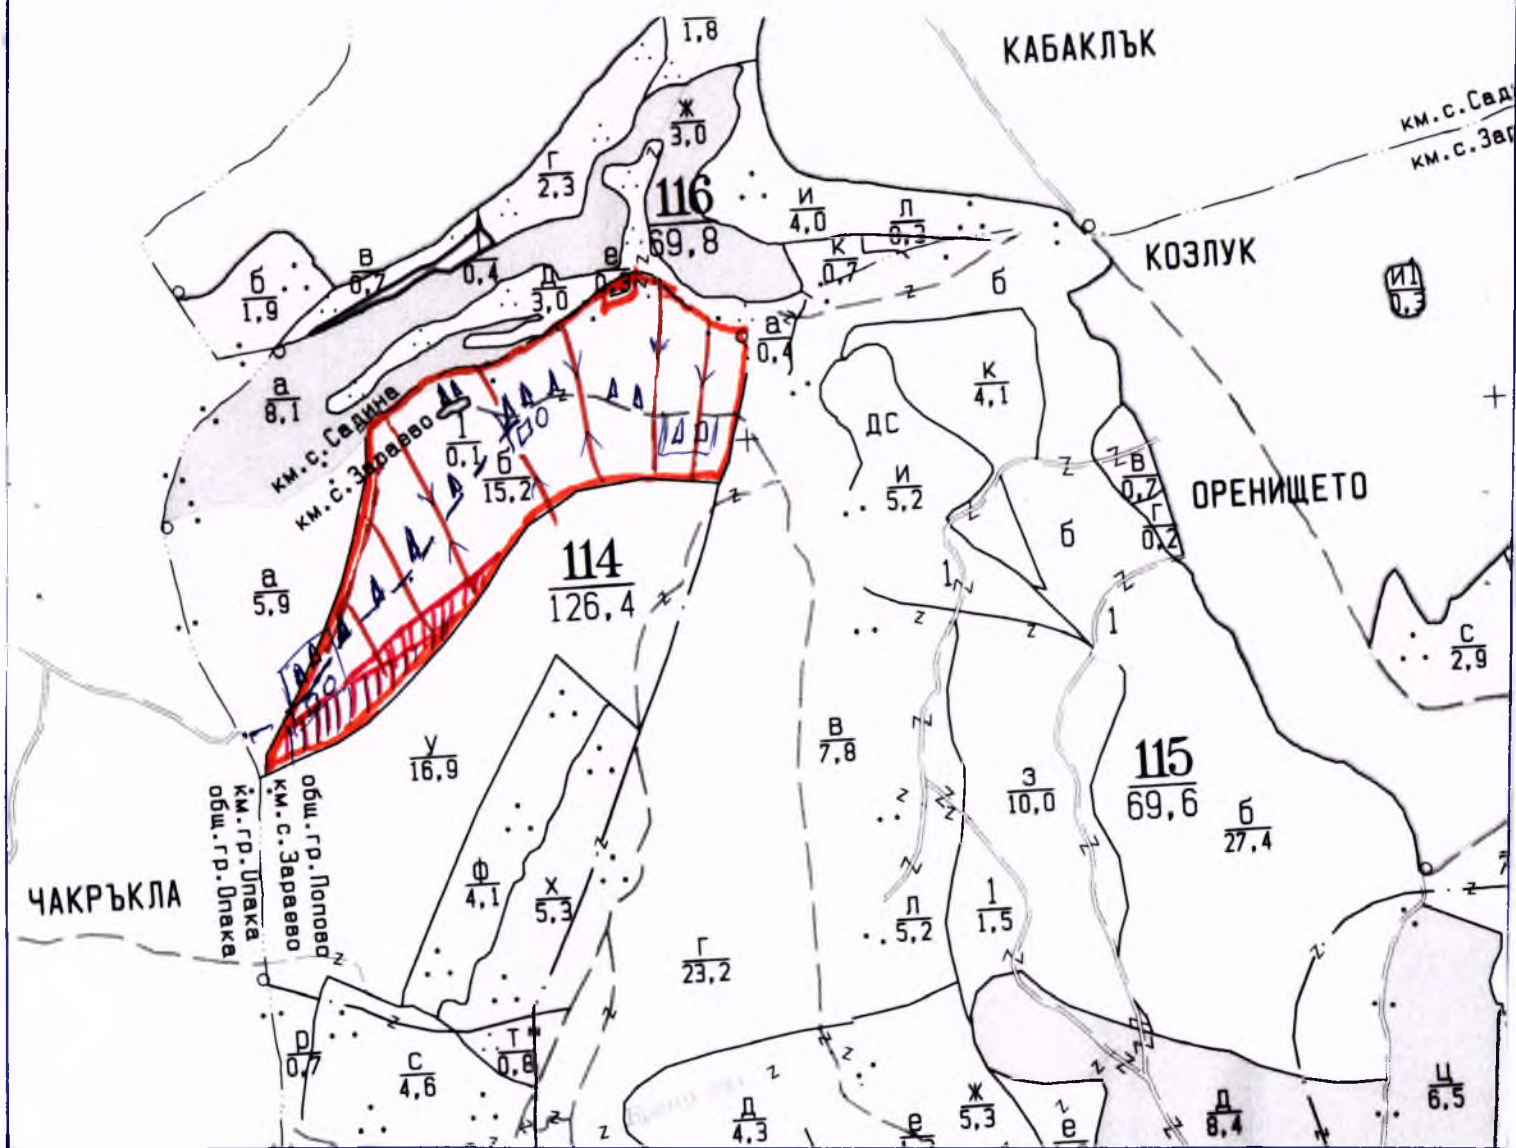 1,8
КАБАКЛЪК
км.с.Сад
км.с.Зар
Ж
3,0
Г
2,3
116
69,8
И
4,0
Л
0,3
К
0,7
КОЗЛУК
б
И1
0,3
В
0,7
б
1,9
0,4
Д
3,0
е
а
0,4
а
8,1
км.с.Садина
км.с.Зараево
1
0,1
б
15,2
К
4,1
ДС
И
5,2
В
0,7
Г
0,2
ОРЕНИЩЕТО
б
114
126,4
а
5,9
1
1
С
2,9
У
16,9
В
7,8
З
10,0
115
69,6
б
27,4
общ.гр.Попово
км.с.Зараево
км.гр.Опака
общ.гр.Опака
ЧАКРЪКЛА
Ф
4,1
Х
5,3
Г
23,2
Л
5,2
1
1,5
Р
0,7
С
4,6
Т
0,8
Д
4,3
е
Ж
5,3
е
Д
8,4
Ц
6,5